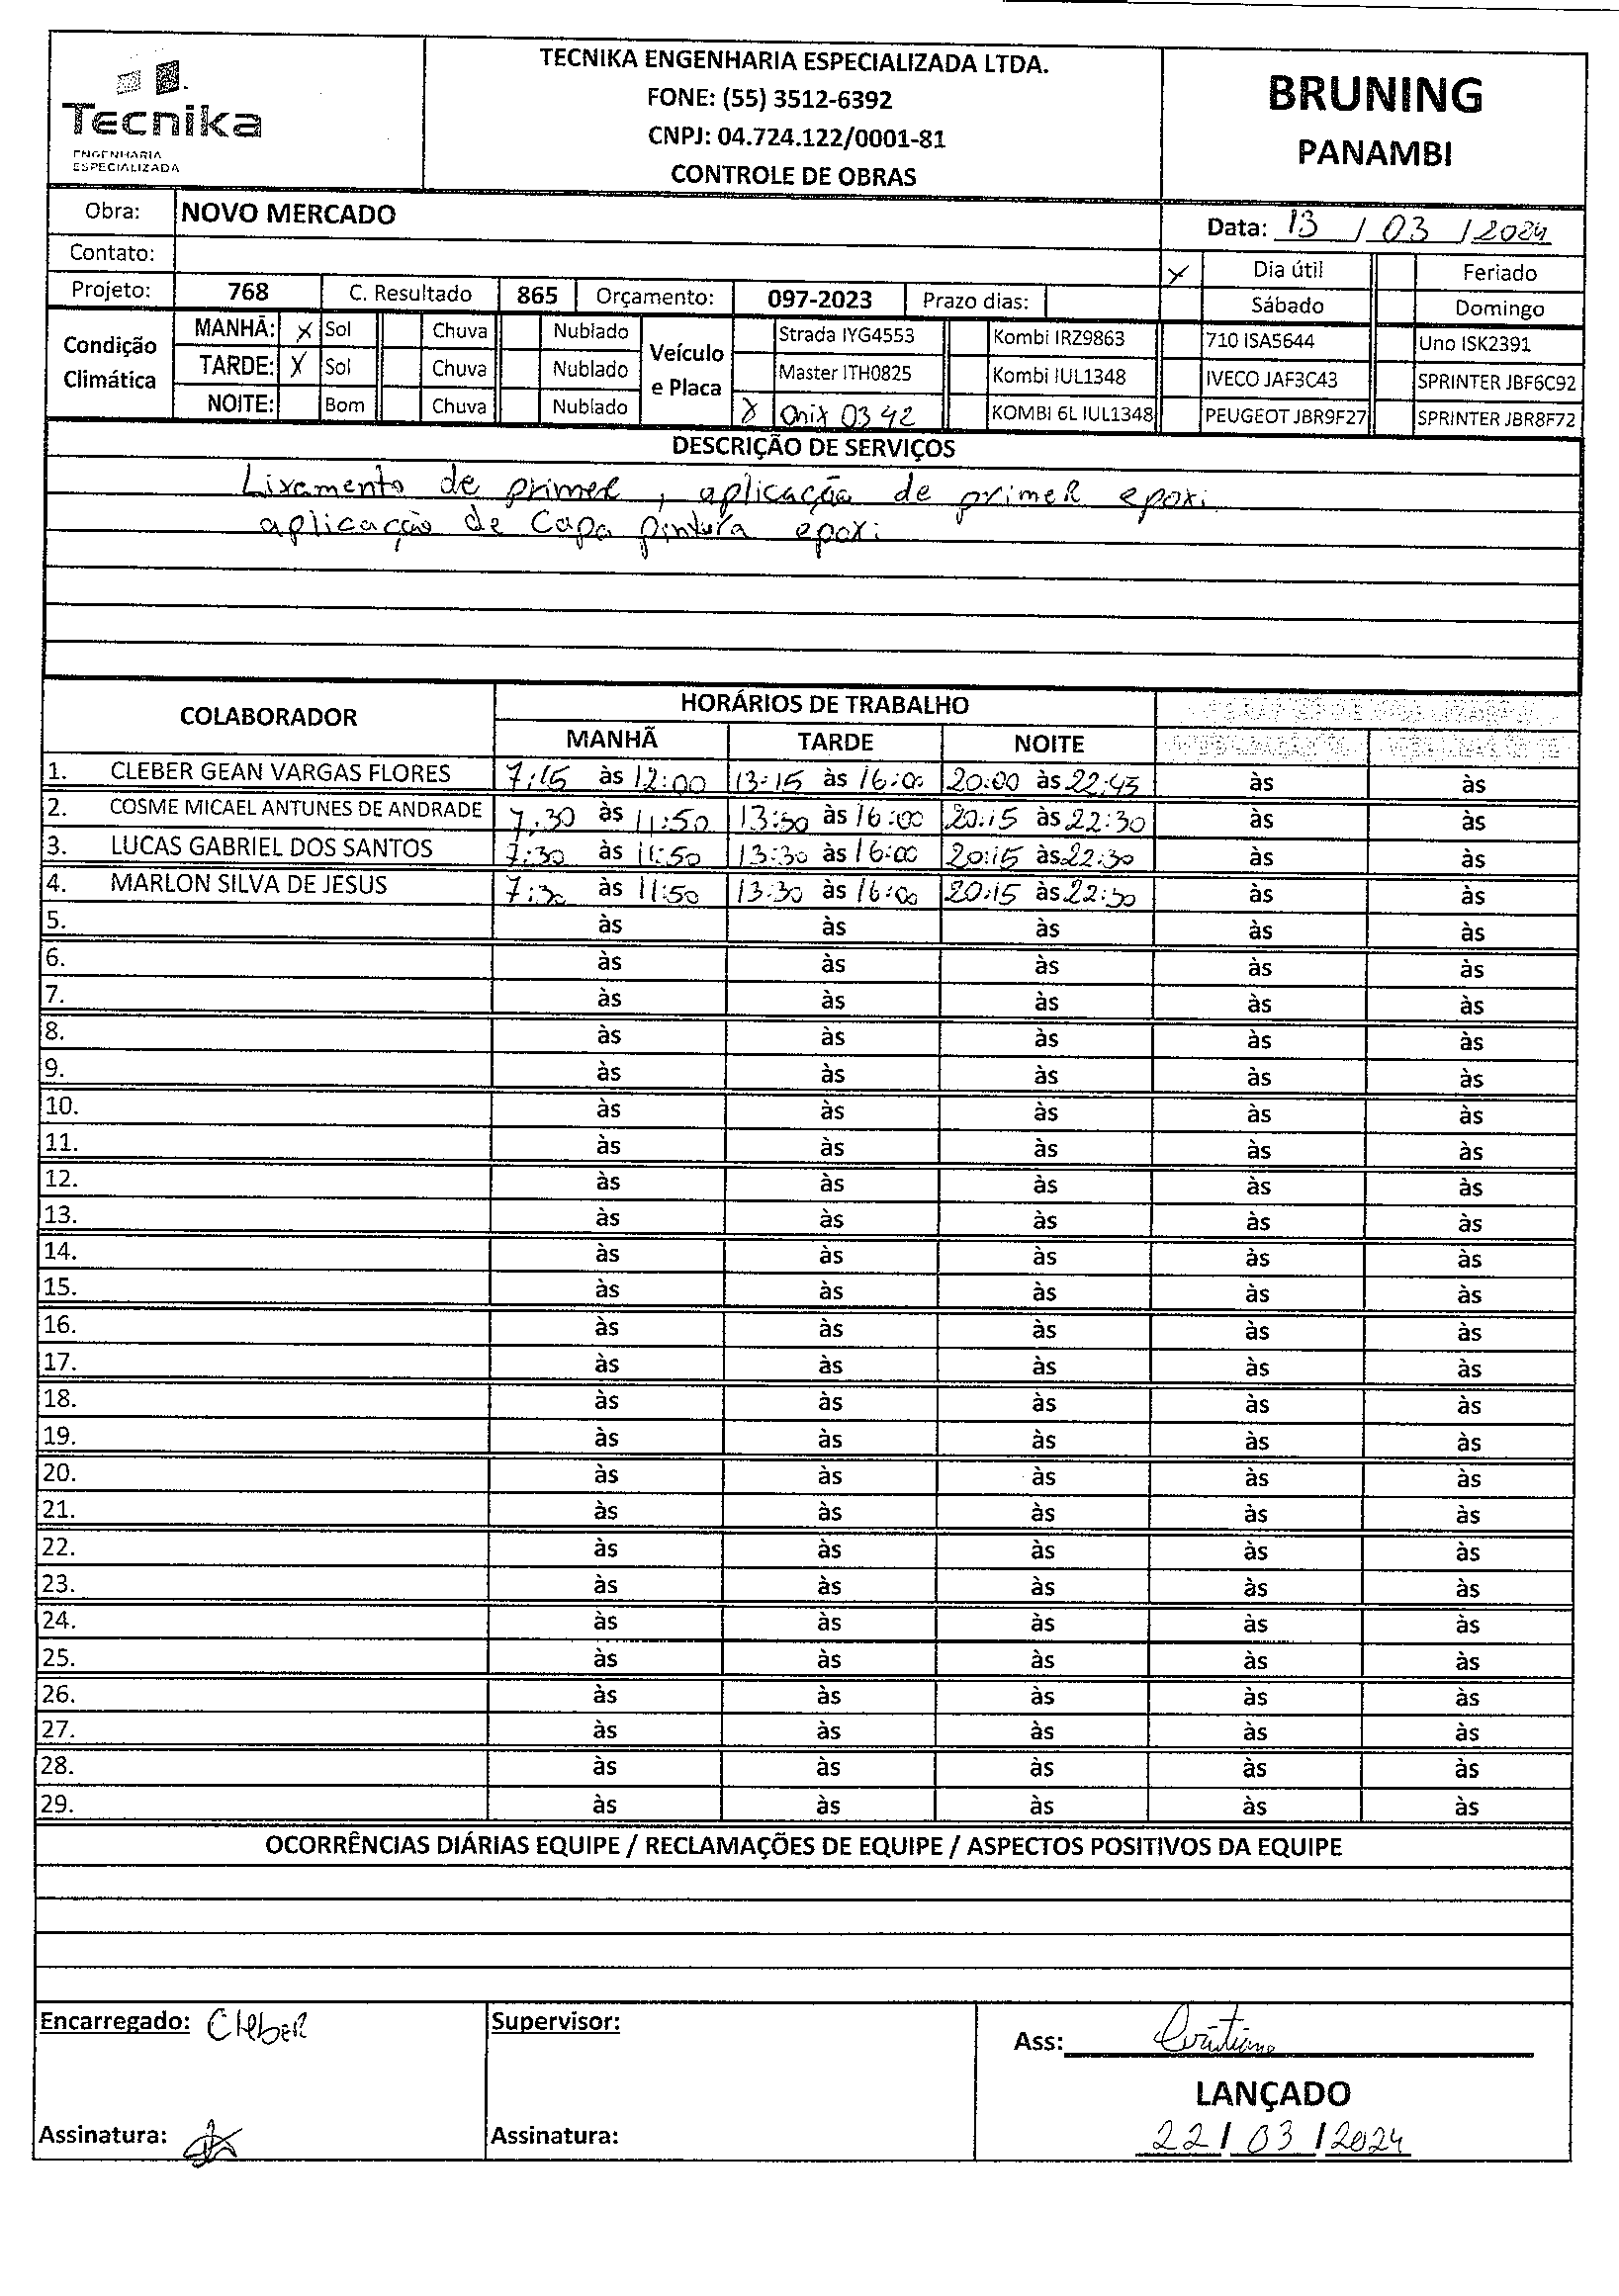 Tecnika
ENGENHARIA
ESPECIALIZADA
TECNIKA ENGENHARIA ESPECIALIZADA LTDA.
FONE: (55) 3512-6392
CNPJ: 04.724.122/0001-81
CONTROLE DE OBRAS
BRUNING
PANAMBI
Obra: NOVO MERCADO
Data: 13 / 03 / 2024
Contato:
X Dia útil Feriado
Projeto: 768 C. Resultado 865 Orçamento: 097-2023 Prazo dias:
Sábado Domingo
Condição Climática
MANHÃ: X Sol Chuva Nublado
TARDE: X Sol Chuva Nublado
NOITE: Bom Chuva Nublado
Veículo e Placa
Strada IYG4553 Kombi IRZ9863 710 ISA5644 Uno ISK2391
Master ITH0825 Kombi IUL1348 IVECO JAF3C43 SPRINTER JBF6C92
X Onix 0342 KOMBI 6L IUL1348 PEUGEOT JBR9F27 SPRINTER JBR8F72
DESCRIÇÃO DE SERVIÇOS
Lixamento de primer, aplicação de primer epoxi
aplicação de Capa pintura epoxi
COLABORADOR HORÁRIOS DE TRABALHO
MANHÃ TARDE NOITE
1. CLEBER GEAN VARGAS FLORES 7:15 às 12:00 13:15 às 16:00 20:00 às 22:45 às às
2. COSME MICAEL ANTUNES DE ANDRADE 7:30 às 11:50 13:30 às 16:00 20:15 às 22:30 às às
3. LUCAS GABRIEL DOS SANTOS 7:30 às 11:50 13:30 às 16:00 20:15 às 22:30 às às
4. MARLON SILVA DE JESUS 7:30 às 11:50 13:30 às 16:00 20:15 às 22:30 às às
5. às às às às às
6. às às às às às
7. às às às às às
8. às às às às às
9. às às às às às
10. às às às às às
11. às às às às às
12. às às às às às
13. às às às às às
14. às às às às às
15. às às às às às
16. às às às às às
17. às às às às às
18. às às às às às
19. às às às às às
20. às às às às às
21. às às às às às
22. às às às às às
23. às às às às às
24. às às às às às
25. às às às às às
26. às às às às às
27. às às às às às
28. às às às às às
29. às às às às às
OCORRÊNCIAS DIÁRIAS EQUIPE / RECLAMAÇÕES DE EQUIPE / ASPECTOS POSITIVOS DA EQUIPE
Encarregado: Cleber
Supervisor:
Ass: Cristiano
LANÇADO
Assinatura:
Assinatura:
22 / 03 / 2024